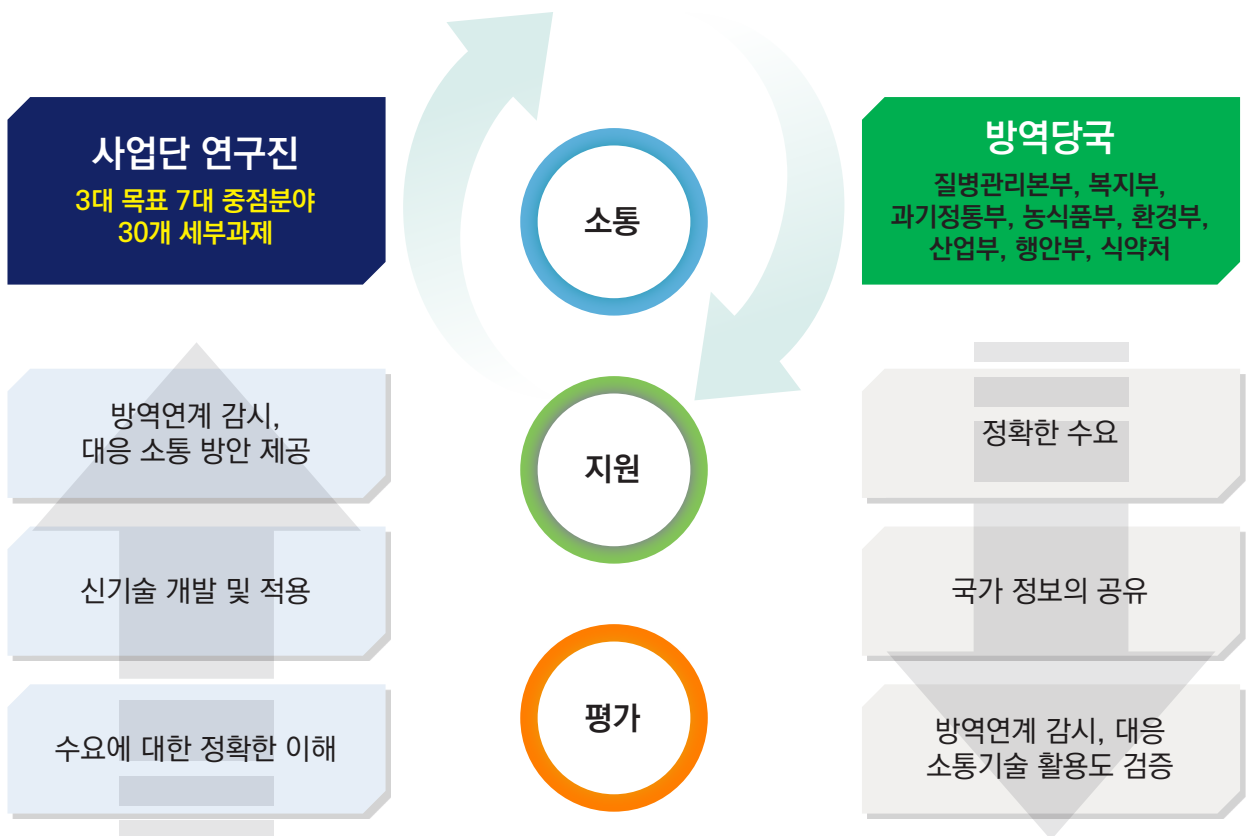 사업단 연구진
3대 목표 7대 중점분야
30개 세부과제
방역연계 감시,
대응 소통 방안 제공
신기술 개발 및 적용
수요에 대한 정확한 이해
소통
지원
평가
방역당국
질병관리본부, 복지부,
과기정통부, 농식품부, 환경부,
산업부, 행안부, 식약처
정확한 수요
국가 정보의 공유
방역연계 감시, 대응
소통기술 활용도 검증